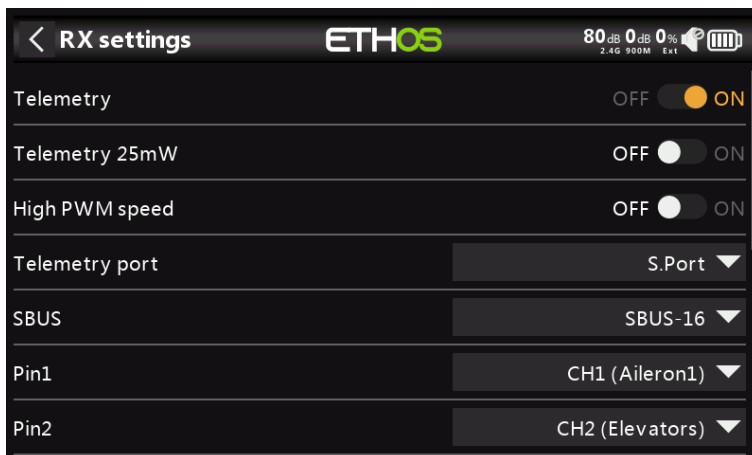 RX settings ETHOS 80dB 0dB 0%
2.4G 900M Ext
Telemetry OFF ON
Telemetry 25mW OFF ON
High PWM speed OFF ON
Telemetry port S.Port
SBUS SBUS-16
Pin1 CH1 (Aileron1)
Pin2 CH2 (Elevators)